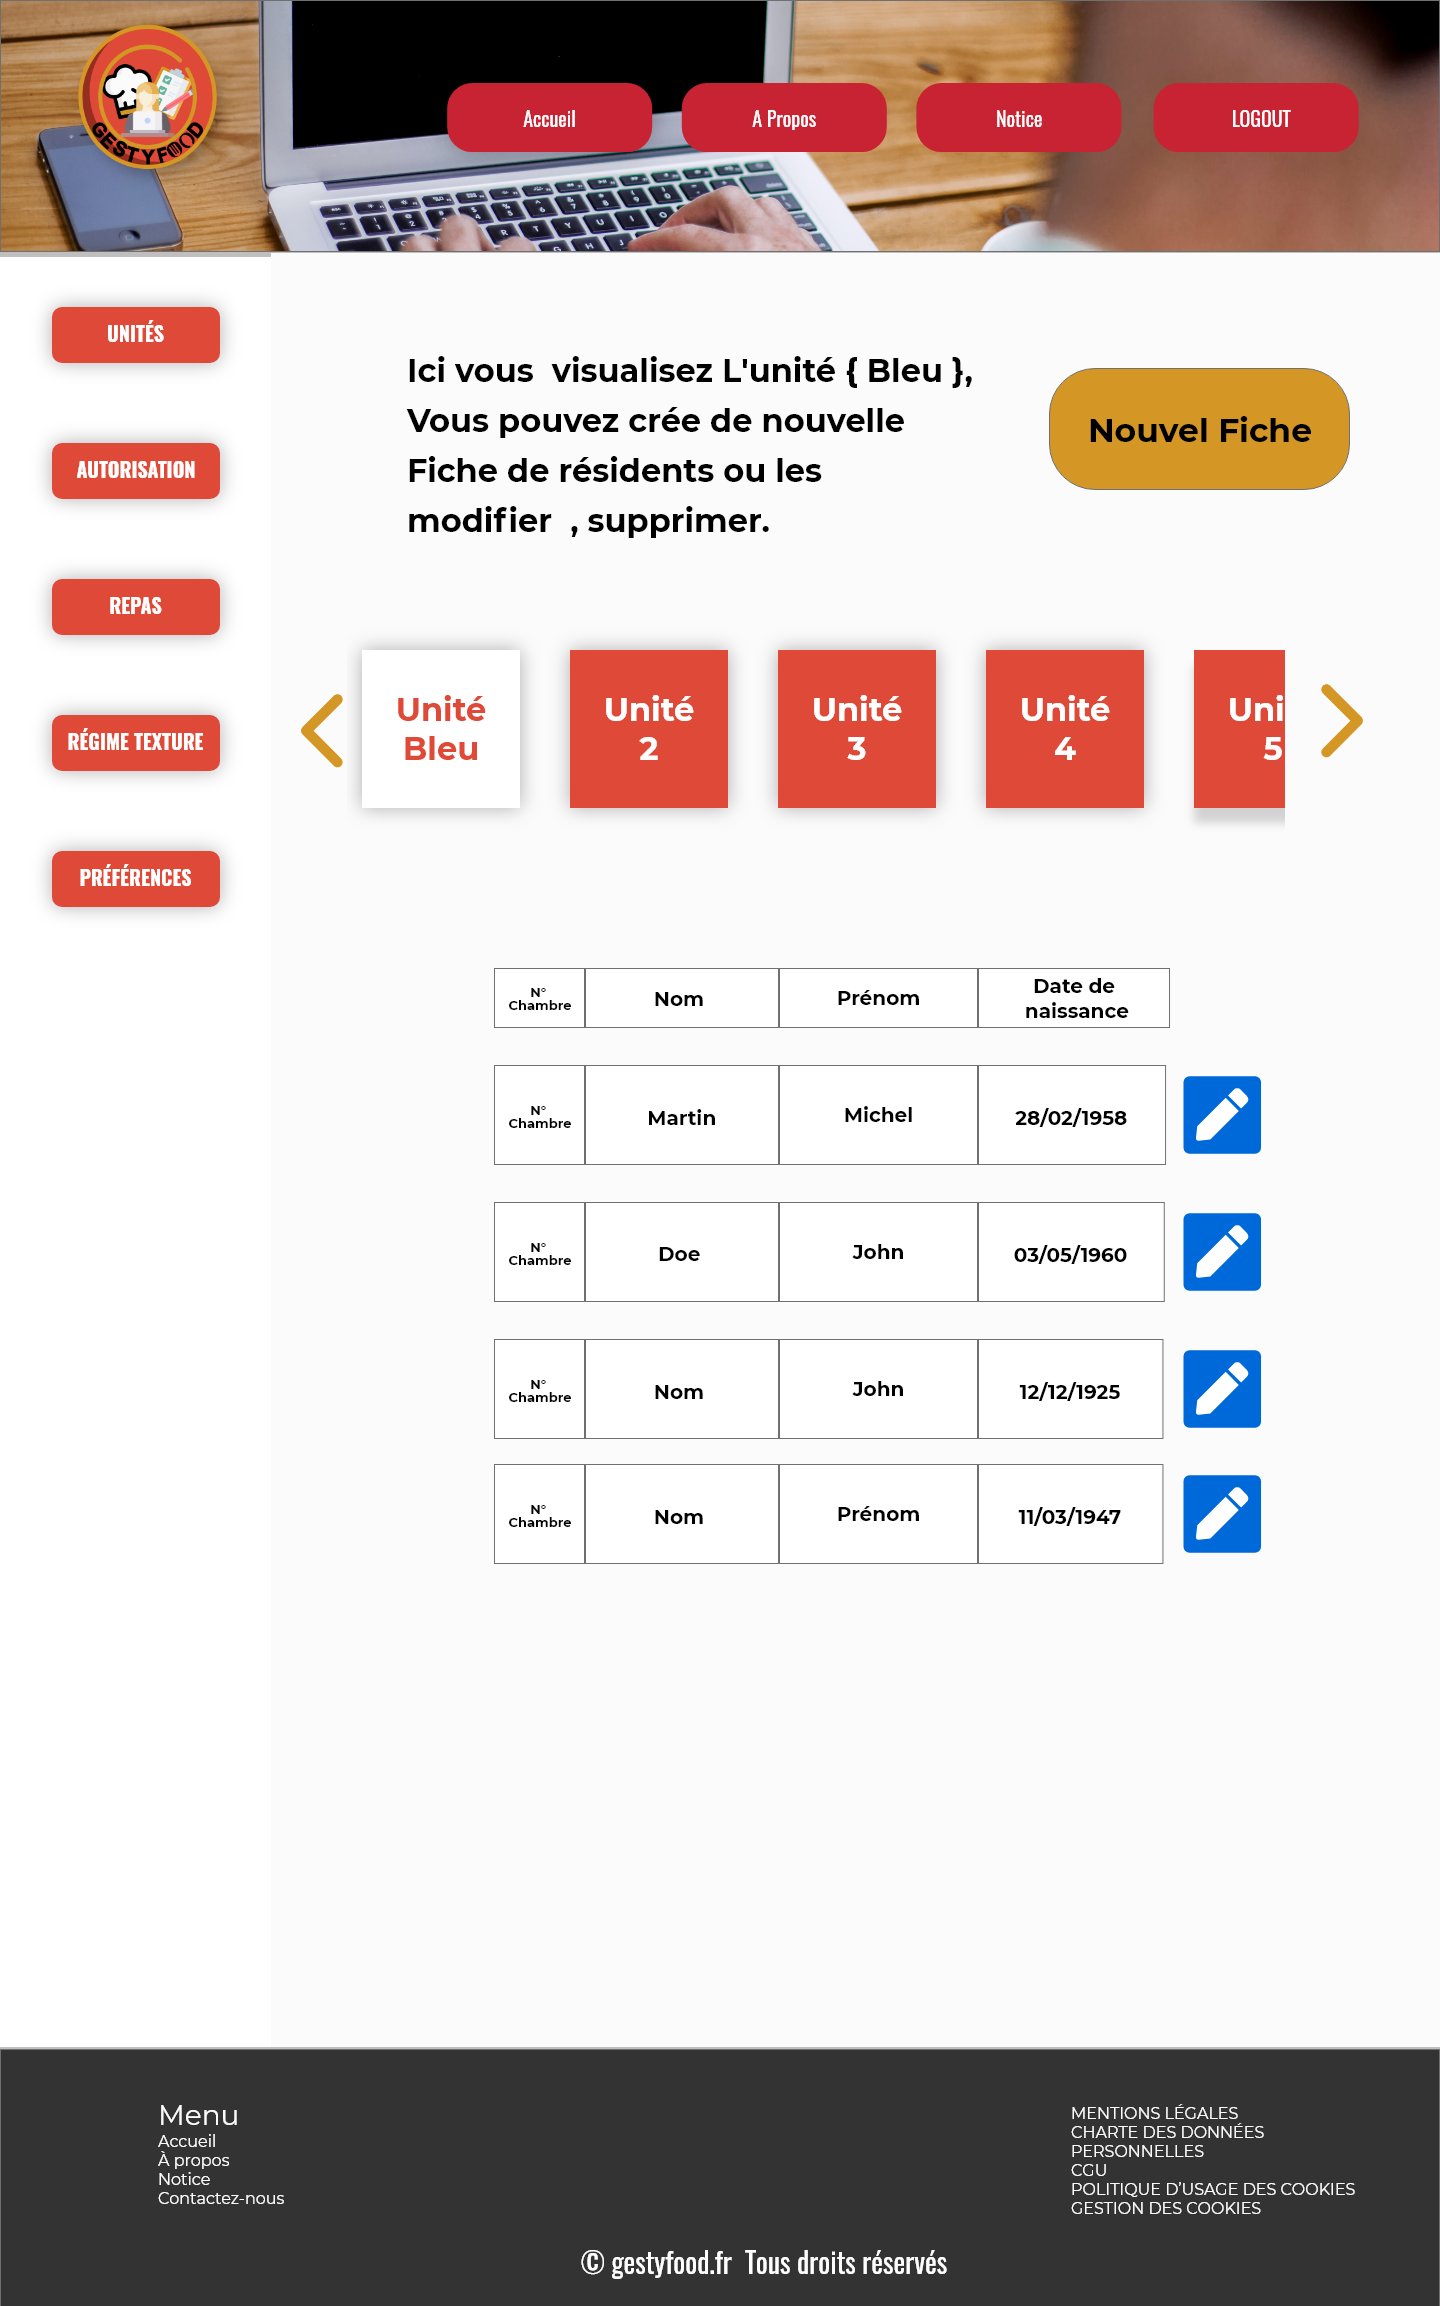 GESTYFOOD
Accueil
A Propos
Notice
LOGOUT
UNITÉS
AUTORISATION
REPAS
RÉGIME TEXTURE
PRÉFÉRENCES
Ici vous  visualisez L'unité { Bleu },
Vous pouvez crée de nouvelle
Fiche de résidents ou les
modifier  , supprimer.
Nouvel Fiche
Unité
Bleu
Unité
2
Unité
3
Unité
4
Uni
5
N°
Chambre
Nom
Prénom
Date de
naissance
N°
Chambre
Martin
Michel
28/02/1958
N°
Chambre
Doe
John
03/05/1960
N°
Chambre
Nom
John
12/12/1925
N°
Chambre
Nom
Prénom
11/03/1947
Menu
Accueil
À propos
Notice
Contactez-nous
MENTIONS LÉGALES
CHARTE DES DONNÉES
PERSONNELLES
CGU
POLITIQUE D’USAGE DES COOKIES
GESTION DES COOKIES
© gestyfood.fr  Tous droits réservés